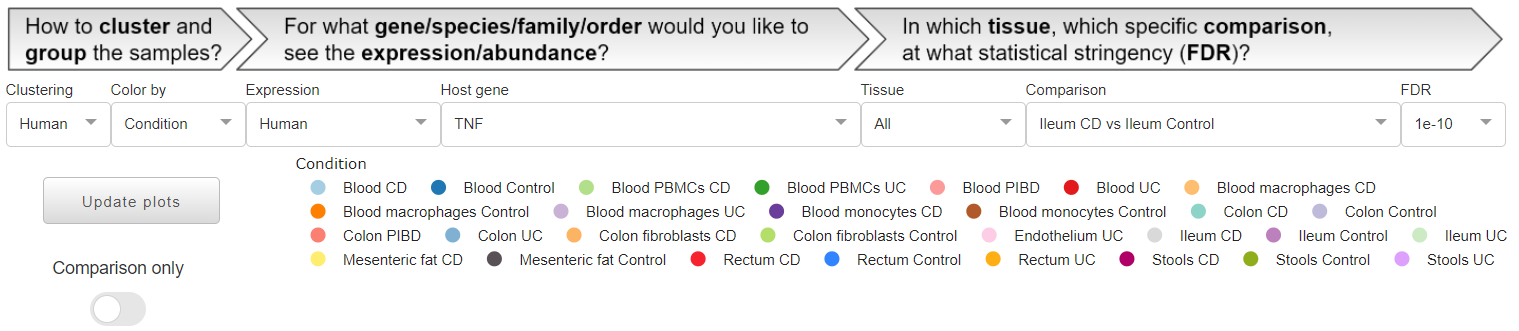 How to cluster and
group the samples?
For what gene/species/family/order would you like to
see the expression/abundance?
In which tissue, which specific comparison,
at what statistical stringency (FDR)?
Clustering Color by Expression Host gene Tissue Comparison FDR
Human Condition Human TNF All Ileum CD vs Ileum Control 1e-10
Update plots
Comparison only
Condition
Blood CD Blood Control Blood PBMCs CD Blood PBMCs UC Blood PIBD Blood UC Blood macrophages CD
Blood macrophages Control Blood macrophages UC Blood monocytes CD Blood monocytes Control Colon CD Colon Control
Colon PIBD Colon UC Colon fibroblasts CD Colon fibroblasts Control Endothelium UC Ileum CD Ileum Control Ileum UC
Mesenteric fat CD Mesenteric fat Control Rectum CD Rectum Control Rectum UC Stools CD Stools Control Stools UC